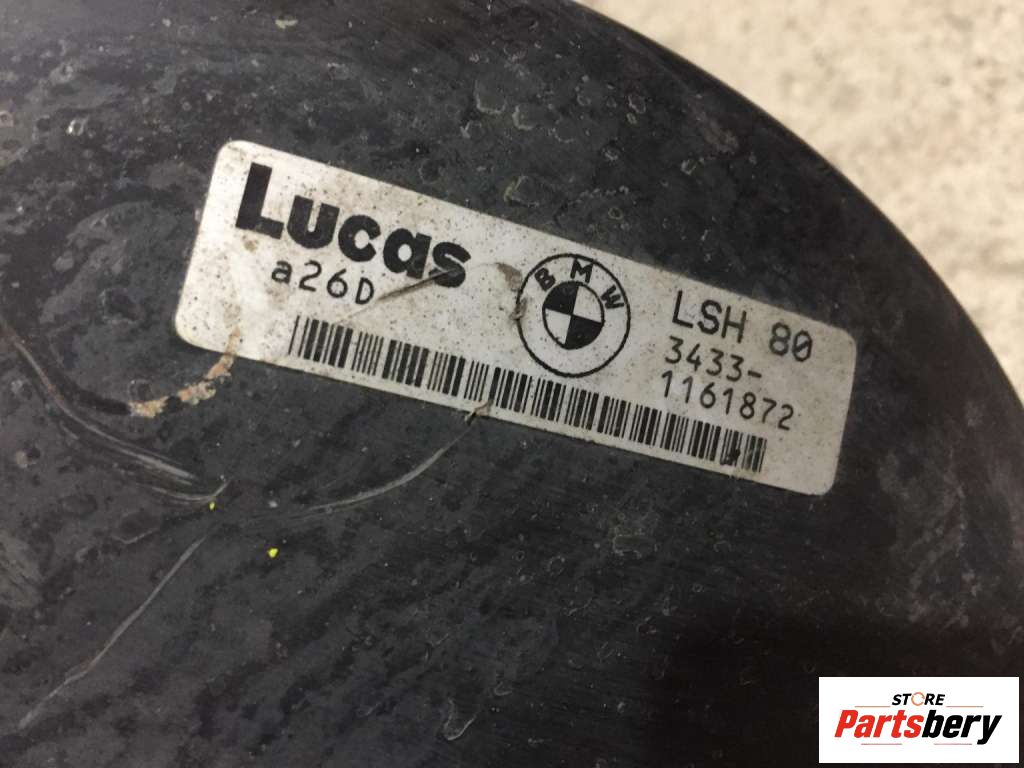 Lucas
a26D
BMW
LSH 80
3433-
1161872
STORE
Partsbery